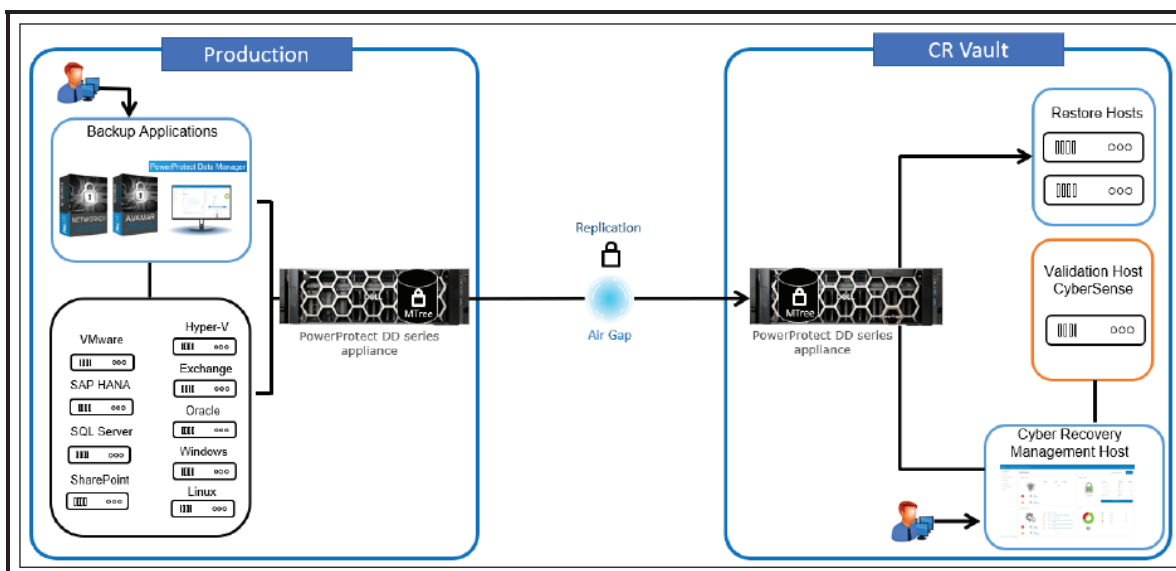 Production
Backup Applications
PowerProtect Data Manager
NETWORKER
AVAMAR
VMware
SAP HANA
SQL Server
SharePoint
Hyper-V
Exchange
Oracle
Windows
Linux
DELL
MTree
PowerProtect DD series
appliance
Replication
Air Gap
CR Vault
MTree
PowerProtect DD series
appliance
Restore Hosts
Validation Host
CyberSense
Cyber Recovery
Management Host